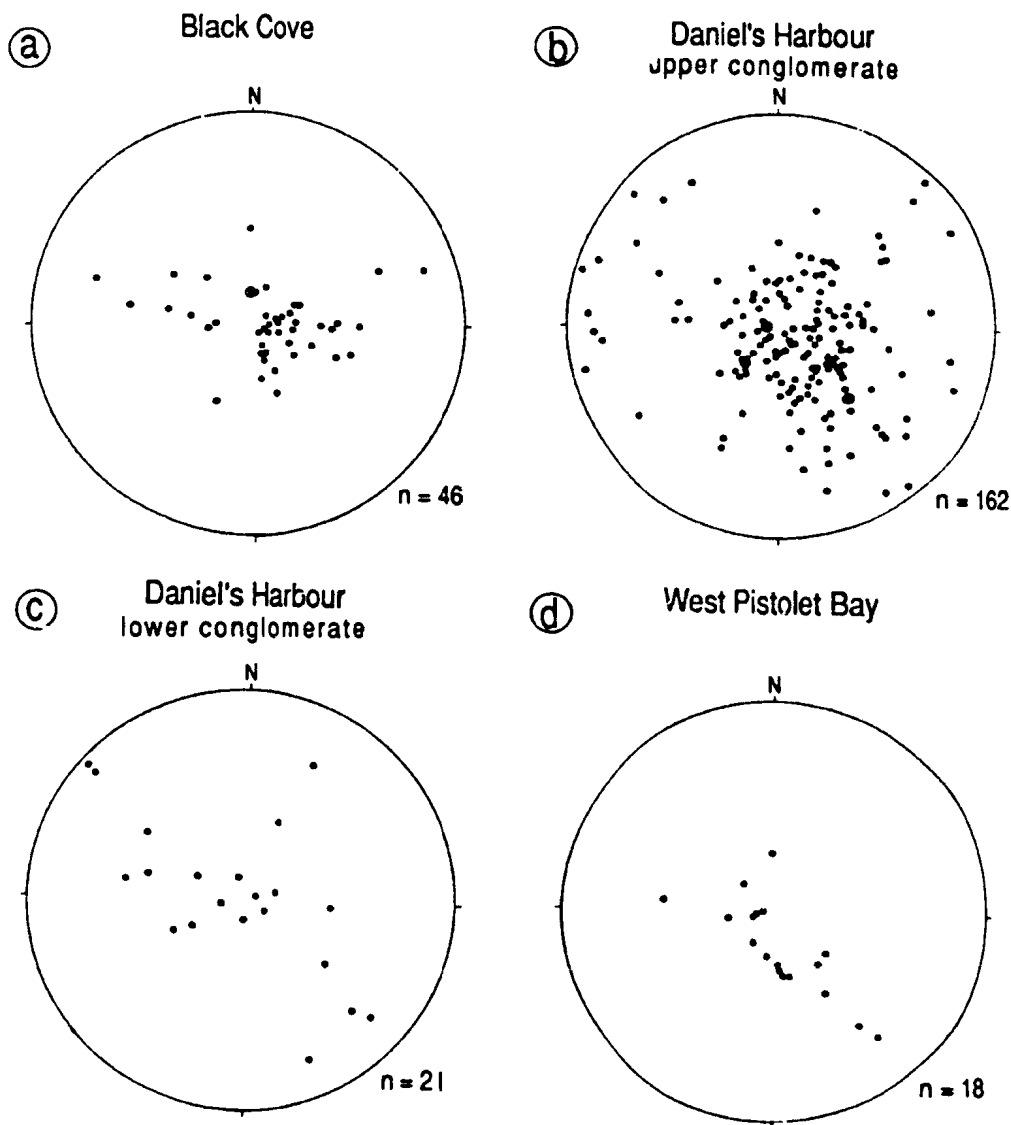 a Black Cove
N
n = 46
b Daniel's Harbour
upper conglomerate
N
n = 162
c Daniel's Harbour
lower conglomerate
N
n = 21
d West Pistolet Bay
N
n = 18